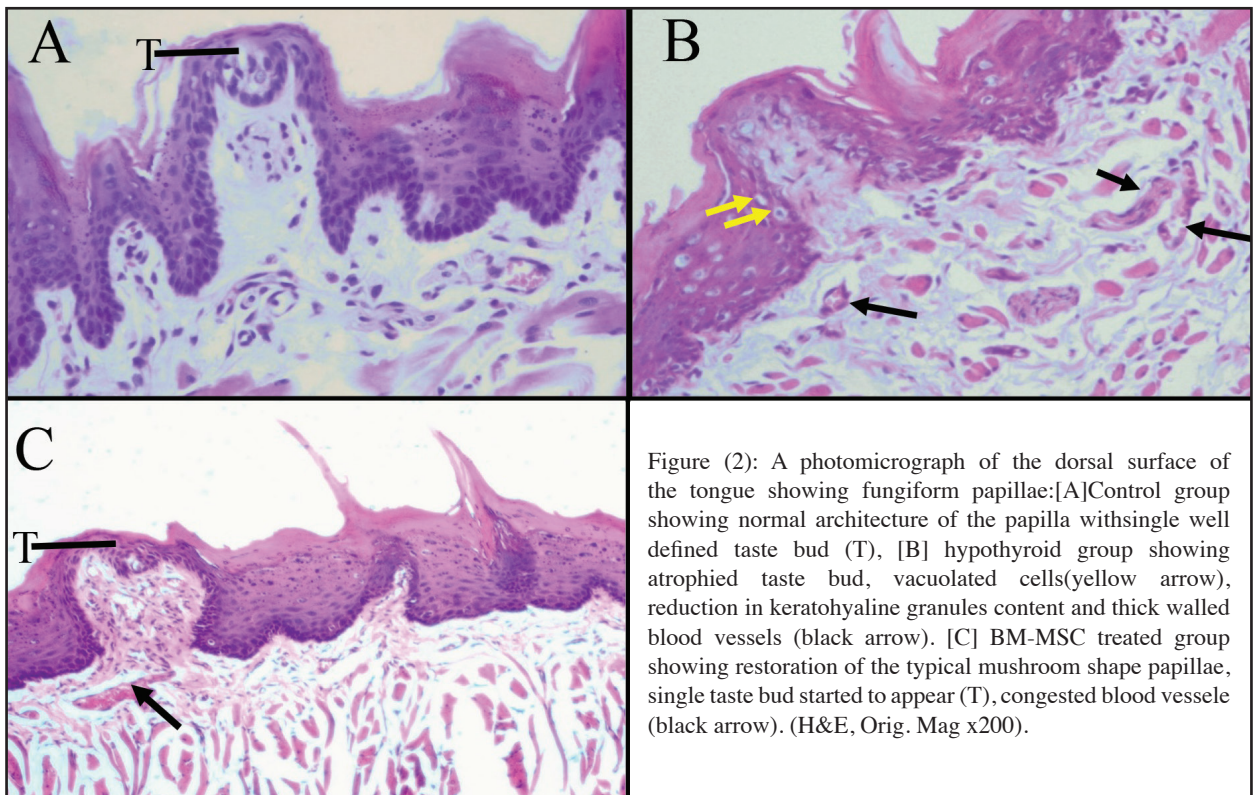 A
T
B
C
T
Figure (2): A photomicrograph of the dorsal surface of
the tongue showing fungiform papillae:[A]Control group
showing normal architecture of the papilla withsingle well
defined taste bud (T), [B] hypothyroid group showing
atrophied taste bud, vacuolated cells(yellow arrow),
reduction in keratohyaline granules content and thick walled
blood vessels (black arrow). [C] BM-MSC treated group
showing restoration of the typical mushroom shape papillae,
single taste bud started to appear (T), congested blood vessele
(black arrow). (H&E, Orig. Mag x200).